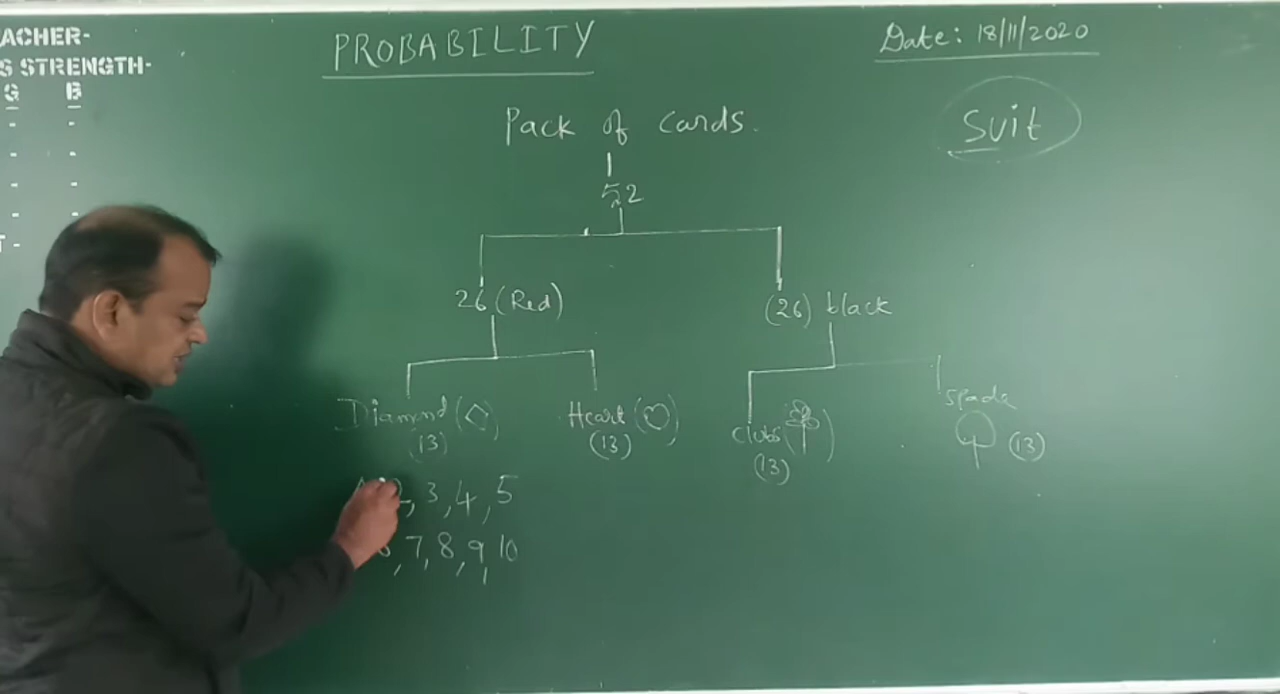 ACHER-
S STRENGTH-
G B
- -
- -
- -
- -
T -
PROBABILITY
Date: 18/11/2020
Pack of cards.
Suit
52
26 (Red)
(26) black
Diamond ( )
(13)
Heart ( )
(13)
Clubs ( )
(13)
Spade
(13)
2, 3, 4, 5
, 7, 8, 9, 10